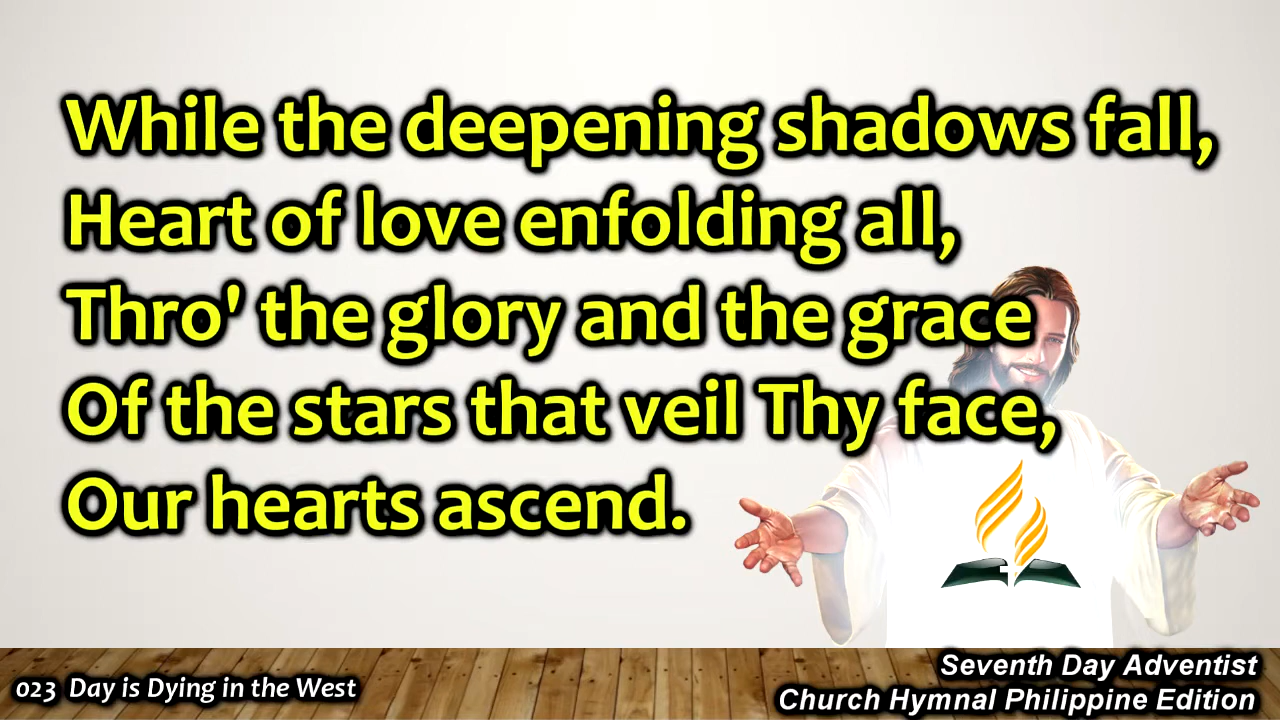 While the deepening shadows fall,
Heart of love enfolding all,
Thro' the glory and the grace
Of the stars that veil Thy face,
Our hearts ascend.
023 Day is Dying in the West
Seventh Day Adventist
Church Hymnal Philippine Edition